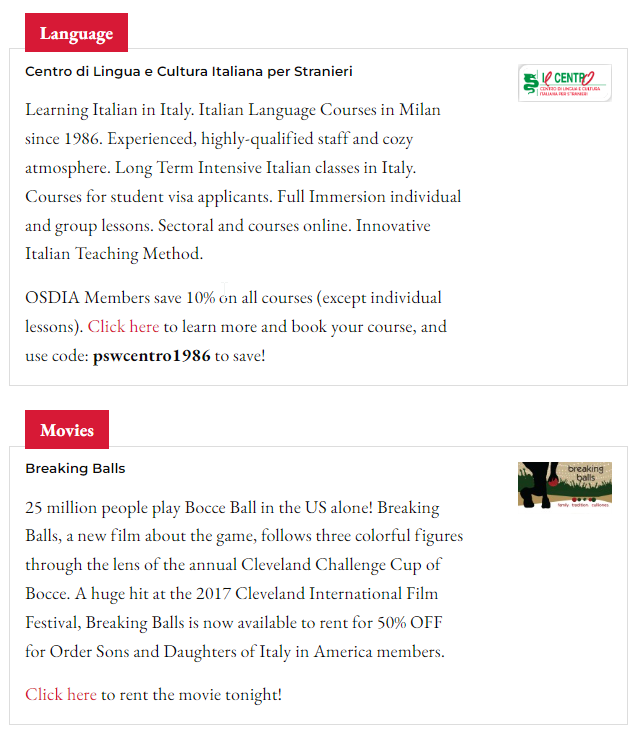 Language
Centro di Lingua e Cultura Italiana per Stranieri
IL CENTRO
CENTRO DI LINGUA E CULTURA
ITALIANA PER STRANIERI
Learning Italian in Italy. Italian Language Courses in Milan
since 1986. Experienced, highly-qualified staff and cozy
atmosphere. Long Term Intensive Italian classes in Italy.
Courses for student visa applicants. Full Immersion individual
and group lessons. Sectoral and courses online. Innovative
Italian Teaching Method.
OSDIA Members save 10% on all courses (except individual
lessons). Click here to learn more and book your course, and
use code: pswcentro1986 to save!
Movies
Breaking Balls
breaking
balls
family. tradition. cajones.
25 million people play Bocce Ball in the US alone! Breaking
Balls, a new film about the game, follows three colorful figures
through the lens of the annual Cleveland Challenge Cup of
Bocce. A huge hit at the 2017 Cleveland International Film
Festival, Breaking Balls is now available to rent for 50% OFF
for Order Sons and Daughters of Italy in America members.
Click here to rent the movie tonight!